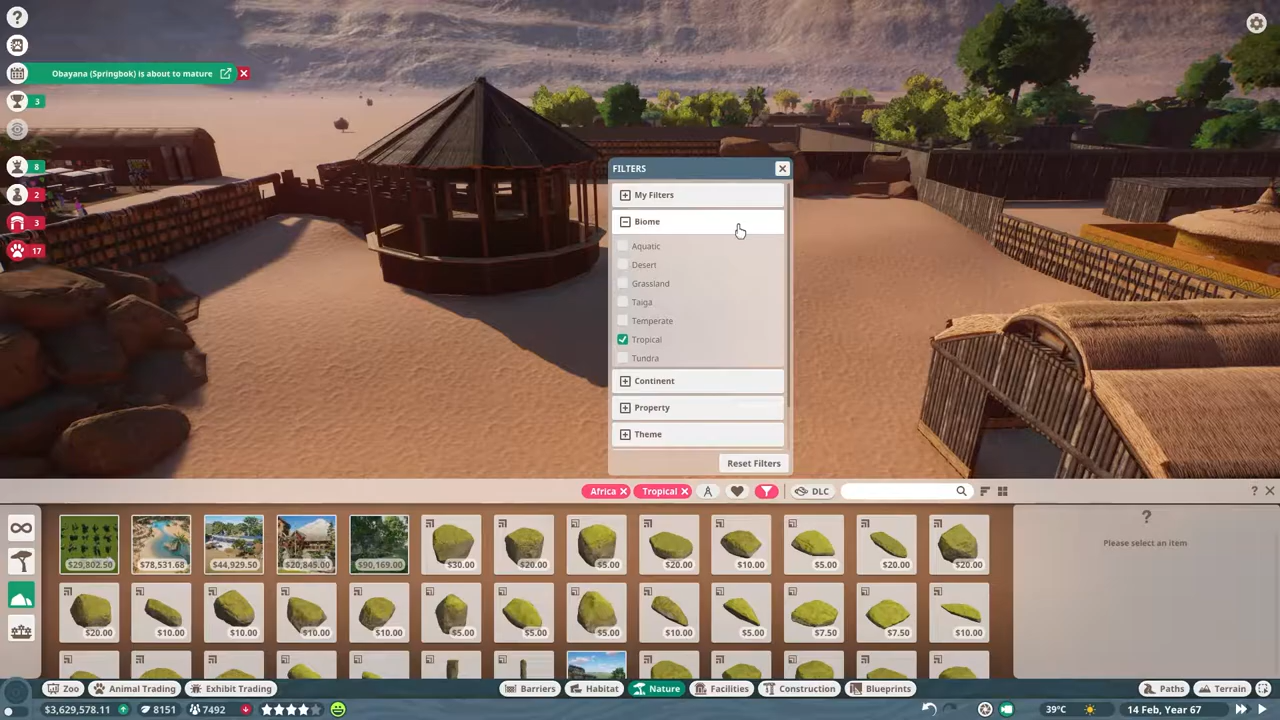 ?
Obayana (Springbok) is about to mature
3
8
2
3
17
FILTERS
My Filters
Biome
Aquatic
Desert
Grassland
Taiga
Temperate
Tropical
Tundra
Continent
Property
Theme
Reset Filters
Africa Tropical DLC ?
$29,802.50 $78,531.68 $44,929.50 $20,845.00 $90,169.00 $30.00 $20.00 $5.00 $20.00 $10.00 $5.00 $20.00 $20.00
?
Please select an item
$20.00 $10.00 $10.00 $10.00 $10.00 $5.00 $5.00 $5.00 $10.00 $5.00 $7.50 $7.50 $10.00
Zoo Animal Trading Exhibit Trading Barriers Habitat Nature Facilities Construction Blueprints Paths Terrain
$3,629,578.11 8151 7492 39°C 14 Feb, Year 67